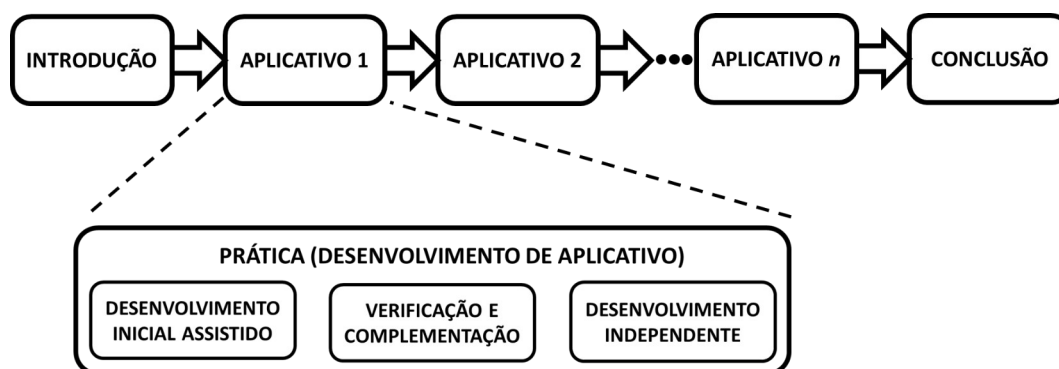 INTRODUÇÃO
APLICATIVO 1
APLICATIVO 2
APLICATIVO n
CONCLUSÃO
PRÁTICA (DESENVOLVIMENTO DE APLICATIVO)
DESENVOLVIMENTO
INICIAL ASSISTIDO
VERIFICAÇÃO E
COMPLEMENTAÇÃO
DESENVOLVIMENTO
INDEPENDENTE